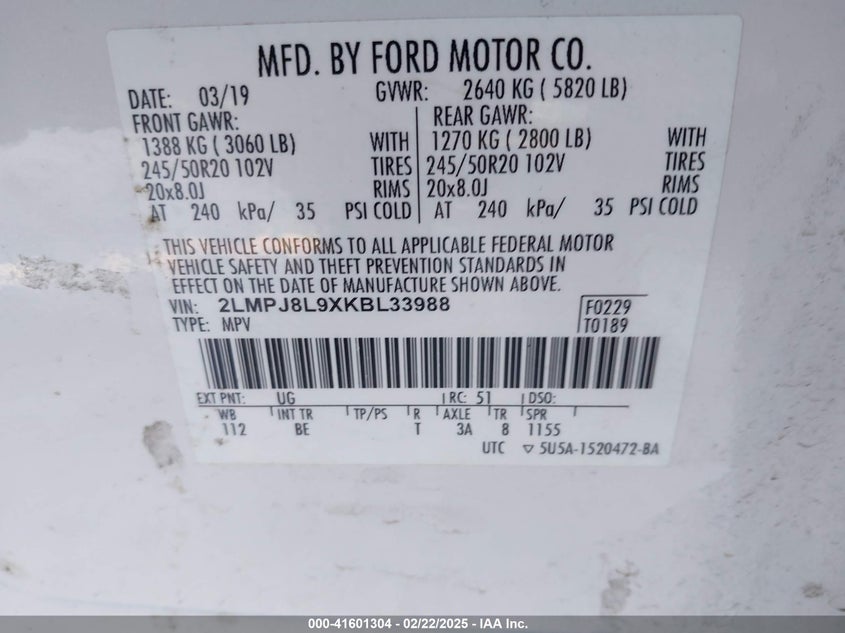 MFD. BY FORD MOTOR CO.
DATE: 03/19 GVWR: 2640 KG ( 5820 LB)
FRONT GAWR: REAR GAWR:
1388 KG ( 3060 LB) WITH 1270 KG ( 2800 LB) WITH
245/50R20 102V TIRES 245/50R20 102V TIRES
20x8.0J RIMS 20x8.0J RIMS
AT 240 kPa/ 35 PSI COLD AT 240 kPa/ 35 PSI COLD
THIS VEHICLE CONFORMS TO ALL APPLICABLE FEDERAL MOTOR
VEHICLE SAFETY AND THEFT PREVENTION STANDARDS IN
EFFECT ON THE DATE OF MANUFACTURE SHOWN ABOVE.
VIN: 2LMPJ8L9XKBL33988 F0229
TYPE: MPV T0189
EXT PNT: UG RC: 51 DSO:
WB INT TR TP/PS R AXLE TR SPR
112 BE T 3A 8 1155
UTC ▽ 5U5A-1520472-BA
000-41601304 — 02/22/2025 — IAA Inc.